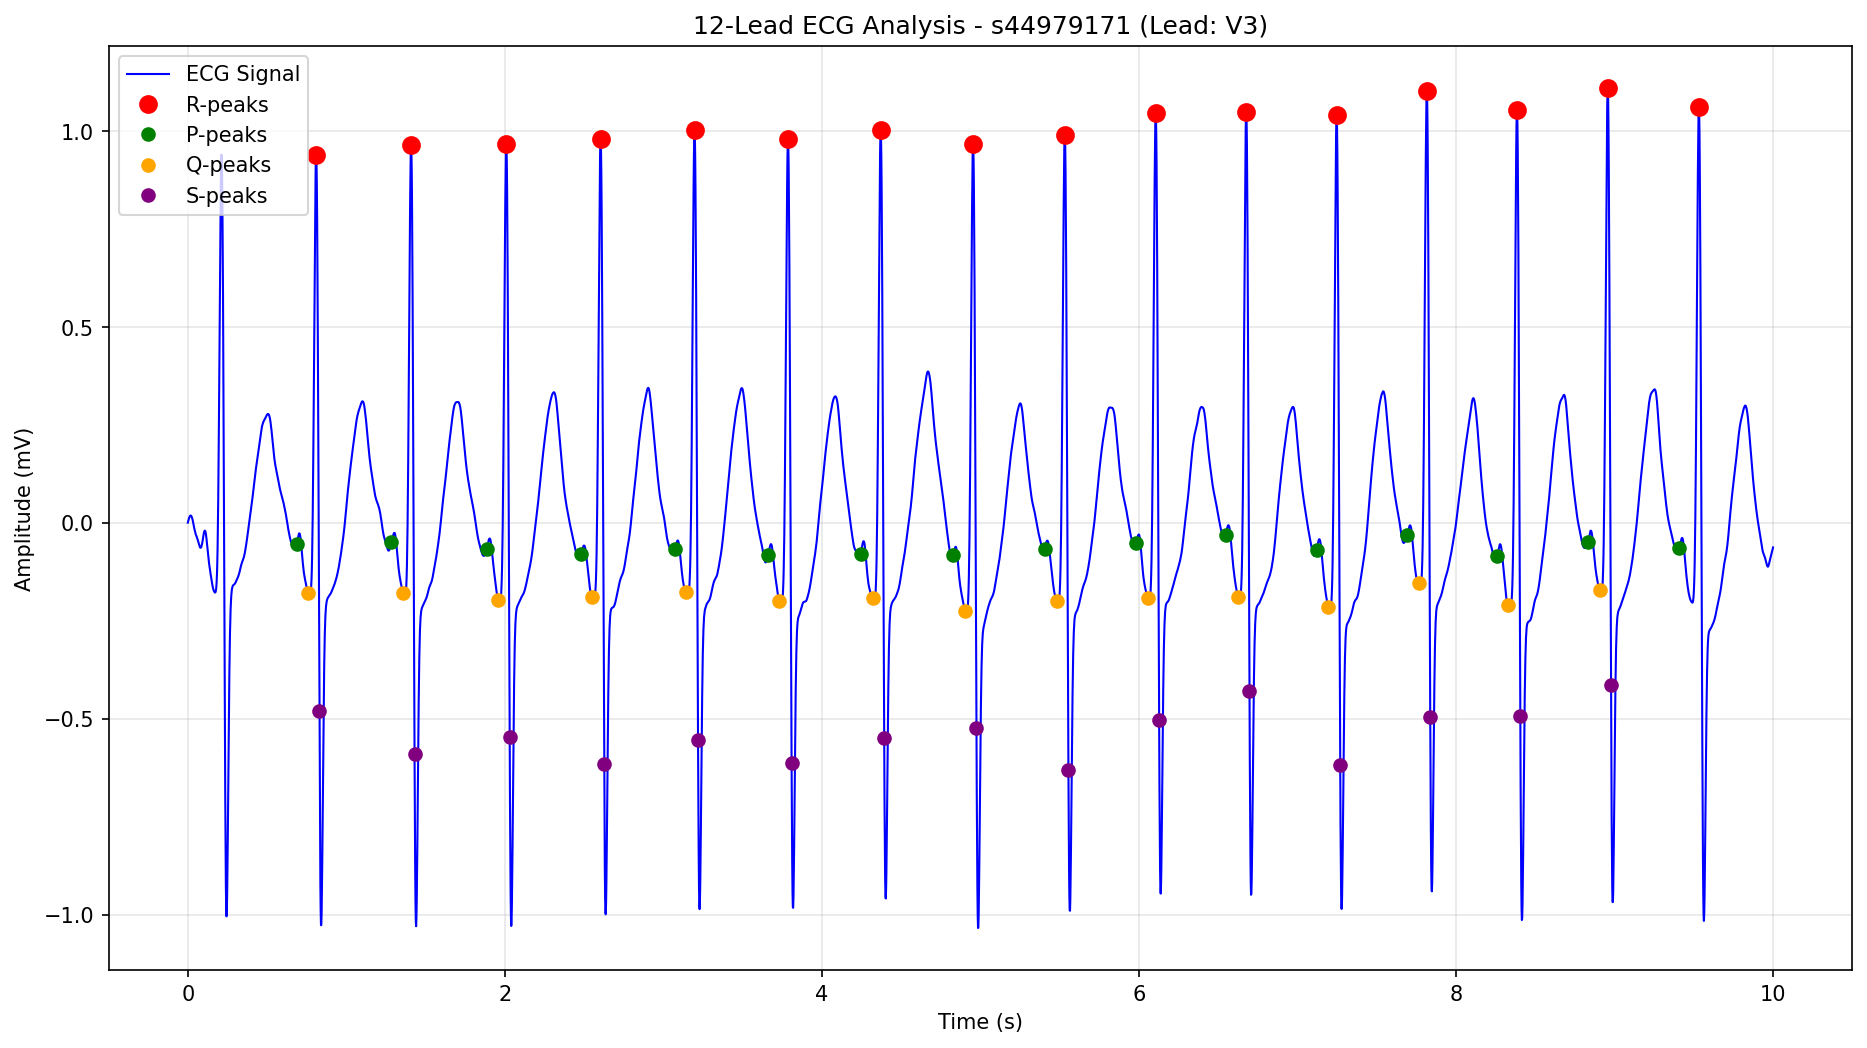 12-Lead ECG Analysis - s44979171 (Lead: V3)
ECG Signal
R-peaks
P-peaks
Q-peaks
S-peaks
1.0
0.5
0.0
−0.5
−1.0
Amplitude (mV)
0 2 4 6 8 10
Time (s)